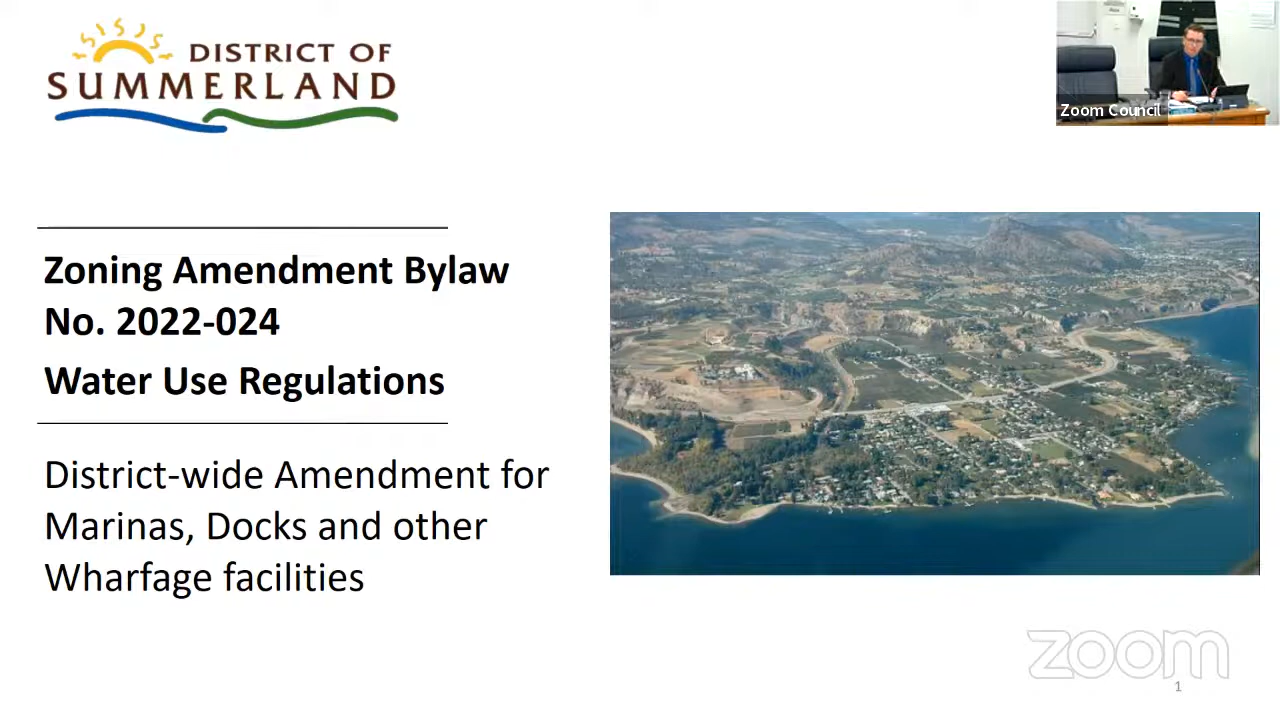 DISTRICT OF
SUMMERLAND
Zoom Council
Zoning Amendment Bylaw
No. 2022-024
Water Use Regulations
District-wide Amendment for
Marinas, Docks and other
Wharfage facilities
zoom
1